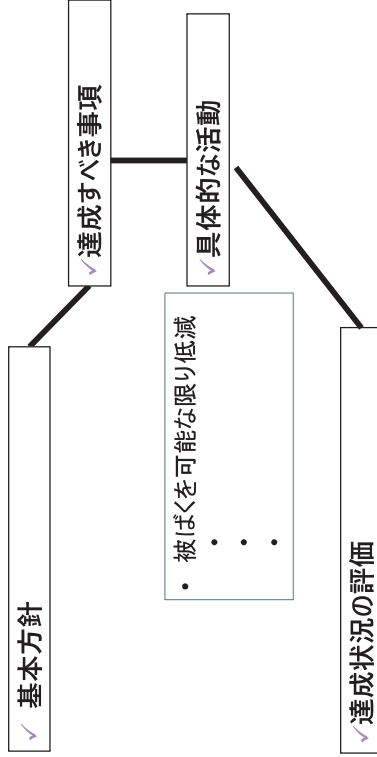 ✓ 基本方針
✓達成すべき事項
✓具体的な活動
• 被ばくを可能な限り低減
•
•
•
✓達成状況の評価